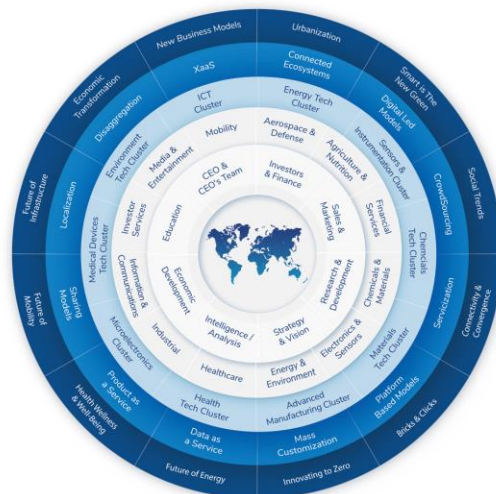 New Business Models
Urbanization
Smart is The
New Green
Social Trends
Connectivity &
Convergence
Bricks & Clicks
Innovating to Zero
Future of Energy
Health Wellness
& Well-Being
Future of
Mobility
Future of
Infrastructure
Economic
Transformation
XaaS
Connected
Ecosystems
Digital Led
Models
CrowdSourcing
Servicization
Platform
Based Models
Mass
Customization
Data as
a Service
Product as
a Service
Sharing
Models
Localization
Disaggregation
ICT
Cluster
Energy Tech
Cluster
Sensors &
Instrumentation Cluster
Chemcials
Tech Cluster
Materials
Tech Cluster
Advanced
Manufacturing Cluster
Health
Tech Cluster
Microelectronics
Cluster
Medical Devices
Tech Cluster
Environment
Tech Cluster
Mobility
Aerospace &
Defense
Agriculture &
Nutrition
Financial
Services
Chemicals &
Materials
Electronics &
Sensors
Energy &
Environment
Healthcare
Industrial
Information &
Communications
Investor
Services
Media &
Entertainment
CEO &
CEO's Team
Investors
& Finance
Sales &
Marketing
Research &
Development
Strategy
& Vision
Intelligence /
Analysis
Economic
Development
Education